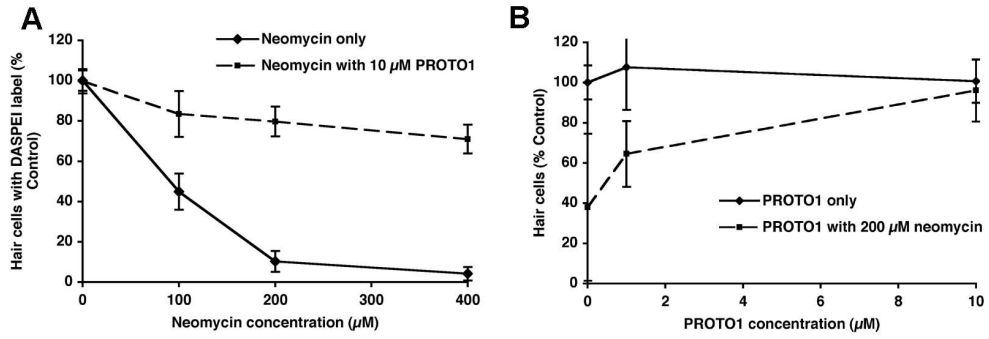 A
Hair cells with DASPEI label (%
Control)
120
100
80
60
40
20
0
0 100 200 300 400
Neomycin concentration (µM)
Neomycin only
Neomycin with 10 µM PROTO1
B
Hair cells (% Control)
120
100
80
60
40
20
0
0 2 4 6 8 10
PROTO1 concentration (µM)
PROTO1 only
PROTO1 with 200 µM neomycin